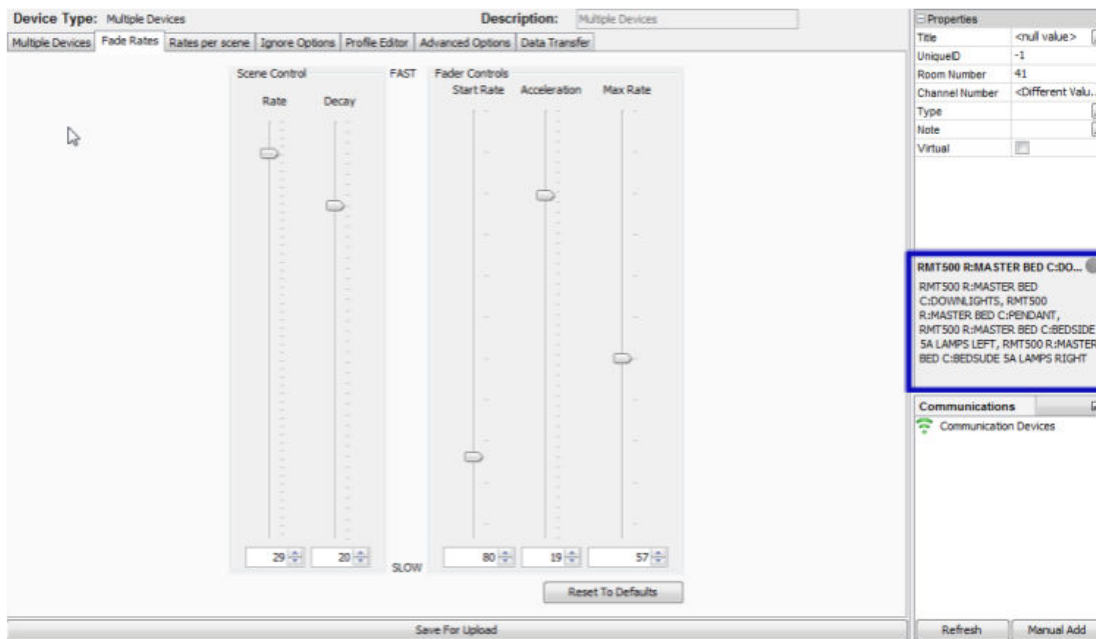 Device Type: Multiple Devices Description: Multiple Devices
Multiple Devices Fade Rates Rates per scene Ignore Options Profile Editor Advanced Options Data Transfer
Scene Control FAST Fader Controls
Rate Decay Start Rate Acceleration Max Rate
29 20 80 19 57
SLOW
Reset To Defaults
Save For Upload
Properties
Title <null value>
UniqueID -1
Room Number 41
Channel Number <Different Valu...
Type
Note
Virtual
RMT500 R:MASTER BED C:DO...
RMT500 R:MASTER BED
C:DOWNLIGHTS, RMT500
R:MASTER BED C:PENDANT,
RMT500 R:MASTER BED C:BEDSIDE
5A LAMPS LEFT, RMT500 R:MASTER
BED C:BEDSUDE 5A LAMPS RIGHT
Communications
Communication Devices
Refresh Manual Add